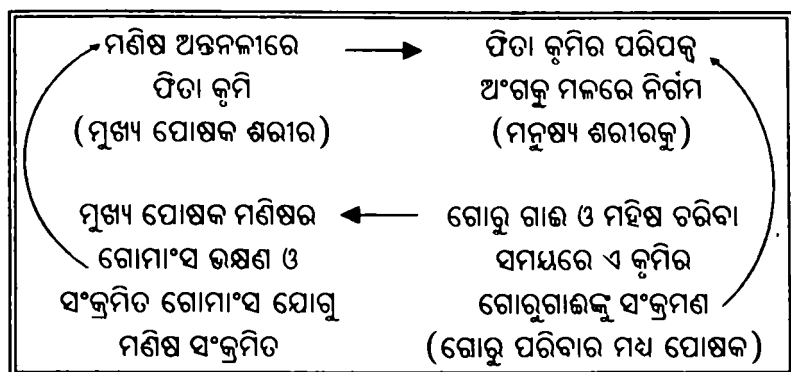 ମଣିଷ ଅନ୍ତନଳୀରେ
ଫିତା କୃମି
(ମୁଖ୍ୟ ପୋଷକ ଶରୀର)
ଫିତା କୃମିର ପରିପକ୍ୱ
ଅଂଗକୁ ମଳରେ ନିର୍ଗମ
(ମନୁଷ୍ୟ ଶରୀରକୁ)
ମୁଖ୍ୟ ପୋଷକ ମଣିଷର
ଗୋମାଂସ ଭକ୍ଷଣ ଓ
ସଂକ୍ରମିତ ଗୋମାଂସ ଯୋଗୁ
ମଣିଷ ସଂକ୍ରମିତ
ଗୋରୁ ଗାଈ ଓ ମହିଷ ଚରିବା
ସମୟରେ ଏ କୃମିର
ଗୋରୁଗାଈଙ୍କୁ ସଂକ୍ରମଣ
(ଗୋରୁ ପରିବାର ମଧ୍ୟ ପୋଷକ)